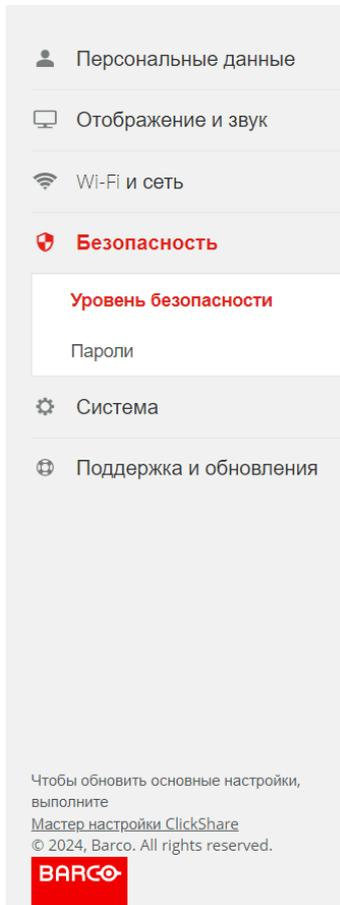 Персональные данные
Отображение и звук
Wi-Fi и сеть
Безопасность
Уровень безопасности
Пароли
Система
Поддержка и обновления
Чтобы обновить основные настройки,
выполните
Мастер настройки ClickShare
© 2024, Barco. All rights reserved.
BARCO